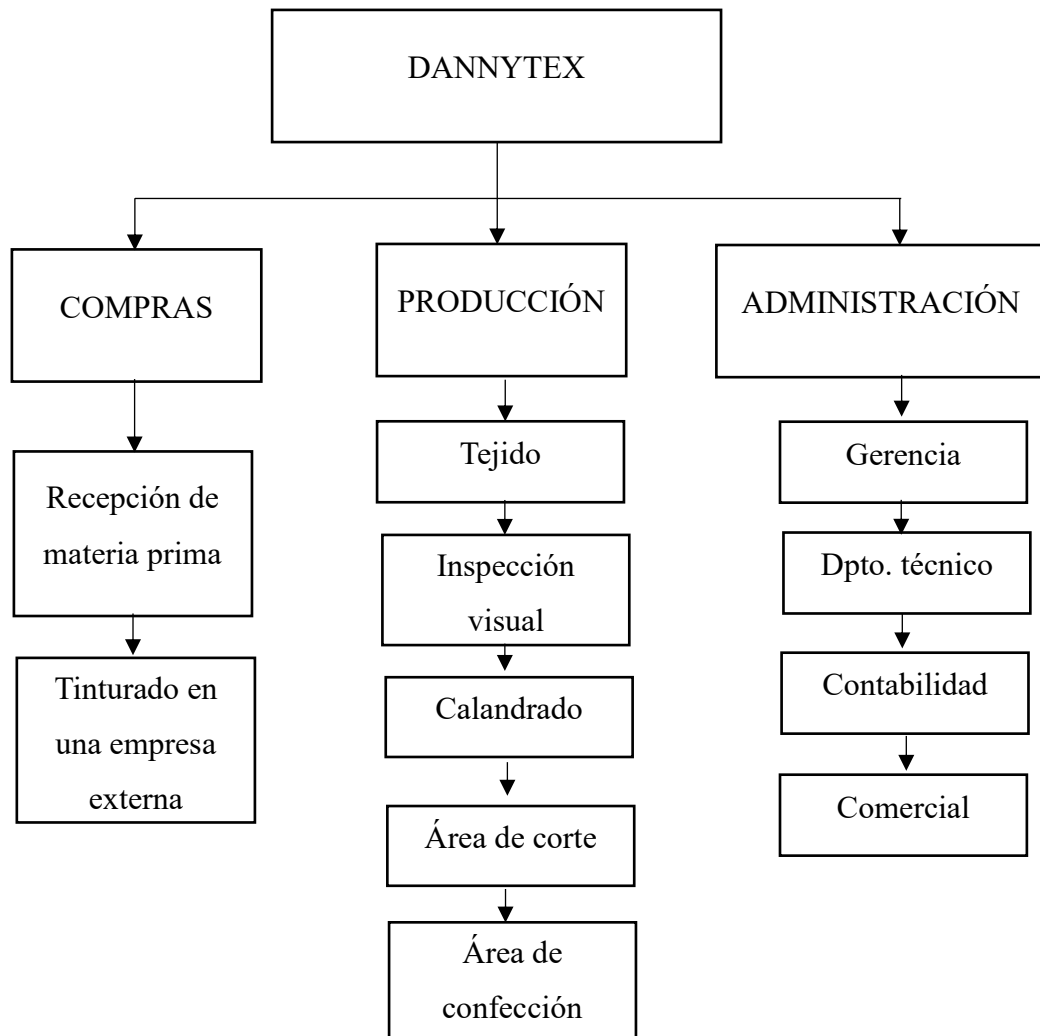 DANNYTEX
COMPRAS
PRODUCCIÓN
ADMINISTRACIÓN
Recepción de
materia prima
Tinturado en
una empresa
externa
Tejido
Inspección
visual
Calandrado
Área de corte
Área de
confección
Gerencia
Dpto. técnico
Contabilidad
Comercial